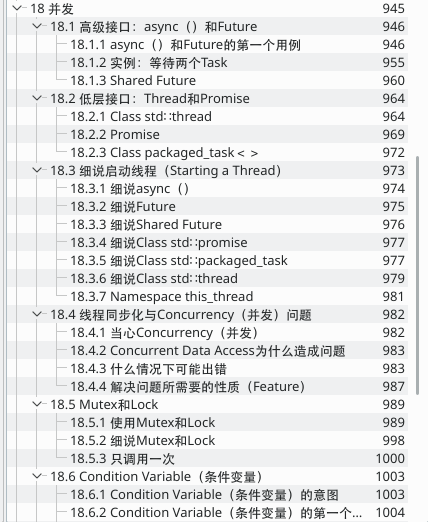 18 并发 945
18.1 高级接口：async（）和Future 946
18.1.1 async（）和Future的第一个用例 946
18.1.2 实例：等待两个Task 955
18.1.3 Shared Future 960
18.2 低层接口：Thread和Promise 964
18.2.1 Class std∷thread 964
18.2.2 Promise 969
18.2.3 Class packaged_task＜＞ 972
18.3 细说启动线程（Starting a Thread） 973
18.3.1 细说async（） 974
18.3.2 细说Future 975
18.3.3 细说Shared Future 976
18.3.4 细说Class std∷promise 977
18.3.5 细说Class std∷packaged_task 977
18.3.6 细说Class std∷thread 979
18.3.7 Namespace this_thread 981
18.4 线程同步化与Concurrency（并发）问题 982
18.4.1 当心Concurrency（并发） 982
18.4.2 Concurrent Data Access为什么造成问题 983
18.4.3 什么情况下可能出错 983
18.4.4 解决问题所需要的性质（Feature） 987
18.5 Mutex和Lock 989
18.5.1 使用Mutex和Lock 989
18.5.2 细说Mutex和Lock 998
18.5.3 只调用一次 1000
18.6 Condition Variable（条件变量） 1003
18.6.1 Condition Variable（条件变量）的意图 1003
18.6.2 Condition Variable（条件变量）的第一个... 1004